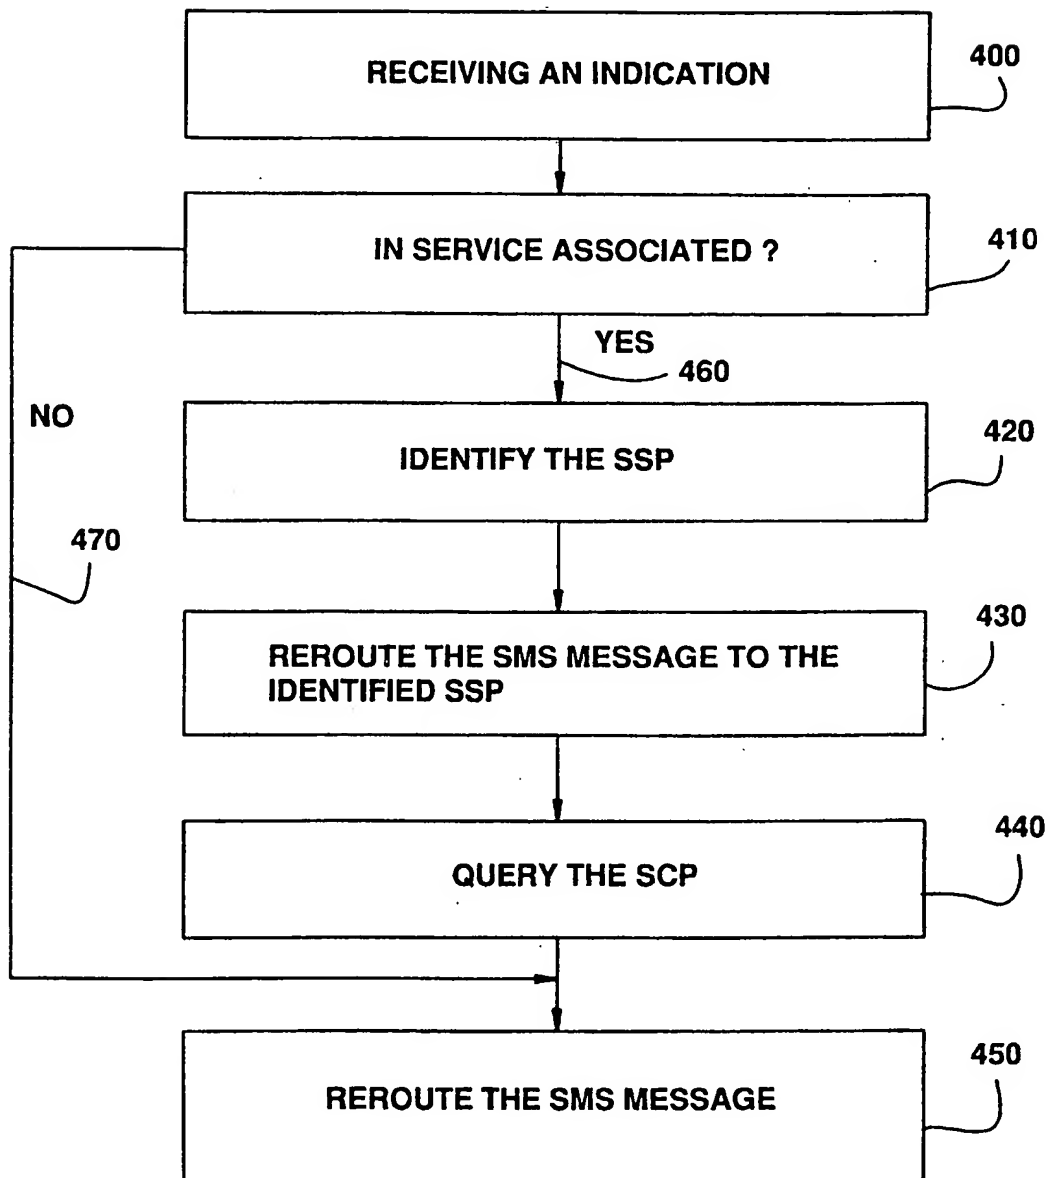 RECEIVING AN INDICATION
400
IN SERVICE ASSOCIATED ?
410
YES
460
NO
IDENTIFY THE SSP
420
470
REROUTE THE SMS MESSAGE TO THE
IDENTIFIED SSP
430
QUERY THE SCP
440
REROUTE THE SMS MESSAGE
450